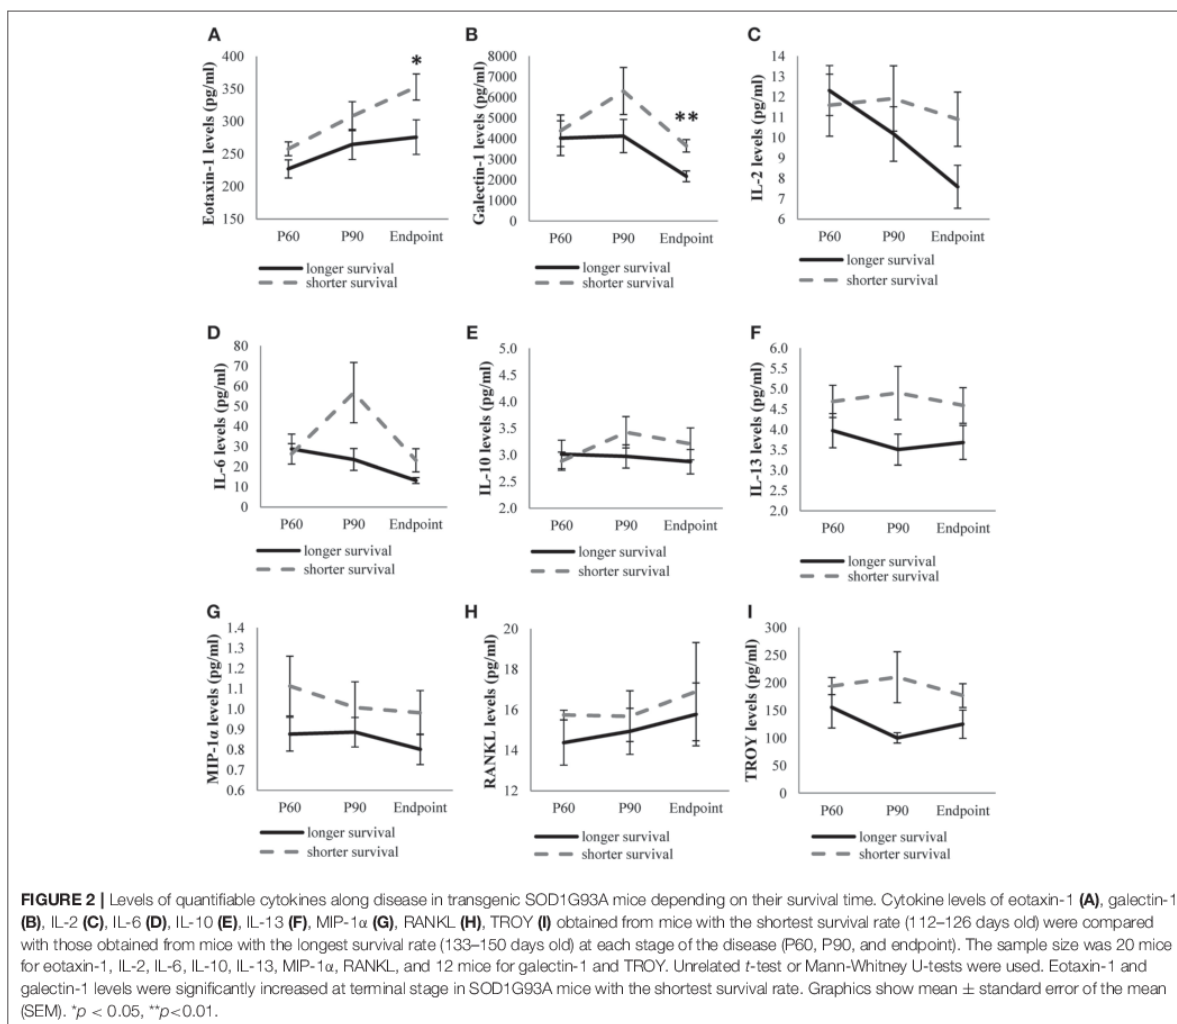 A
Eotaxin-1 levels (pg/ml)
400
350
300
250
200
150
*
P60 P90 Endpoint
longer survival
shorter survival
B
Galectin-1 levels (pg/ml)
8000
7000
6000
5000
4000
3000
2000
1000
0
**
P60 P90 Endpoint
longer survival
shorter survival
C
IL-2 levels (pg/ml)
14
13
12
11
10
9
8
7
6
P60 P90 Endpoint
longer survival
shorter survival
D
IL-6 levels (pg/ml)
80
70
60
50
40
30
20
10
0
P60 P90 Endpoint
longer survival
shorter survival
E
IL-10 levels (pg/ml)
5.0
4.5
4.0
3.5
3.0
2.5
2.0
P60 P90 Endpoint
longer survival
shorter survival
F
IL-13 levels (pg/ml)
6.0
5.5
5.0
4.5
4.0
3.5
3.0
2.5
2.0
P60 P90 Endpoint
longer survival
shorter survival
G
MIP-1α levels (pg/ml)
1.4
1.3
1.2
1.1
1.0
0.9
0.8
0.7
0.6
P60 P90 Endpoint
longer survival
shorter survival
H
RANKL levels (pg/ml)
20
18
16
14
12
P60 P90 Endpoint
longer survival
shorter survival
I
TROY levels (pg/ml)
300
250
200
150
100
50
0
P60 P90 Endpoint
longer survival
shorter survival
FIGURE 2 | Levels of quantifiable cytokines along disease in transgenic SOD1G93A mice depending on their survival time. Cytokine levels of eotaxin-1 (A), galectin-1
(B), IL-2 (C), IL-6 (D), IL-10 (E), IL-13 (F), MIP-1α (G), RANKL (H), TROY (I) obtained from mice with the shortest survival rate (112–126 days old) were compared
with those obtained from mice with the longest survival rate (133–150 days old) at each stage of the disease (P60, P90, and endpoint). The sample size was 20 mice
for eotaxin-1, IL-2, IL-6, IL-10, IL-13, MIP-1α, RANKL, and 12 mice for galectin-1 and TROY. Unrelated t-test or Mann-Whitney U-tests were used. Eotaxin-1 and
galectin-1 levels were significantly increased at terminal stage in SOD1G93A mice with the shortest survival rate. Graphics show mean ± standard error of the mean
(SEM). *p < 0.05, **p<0.01.